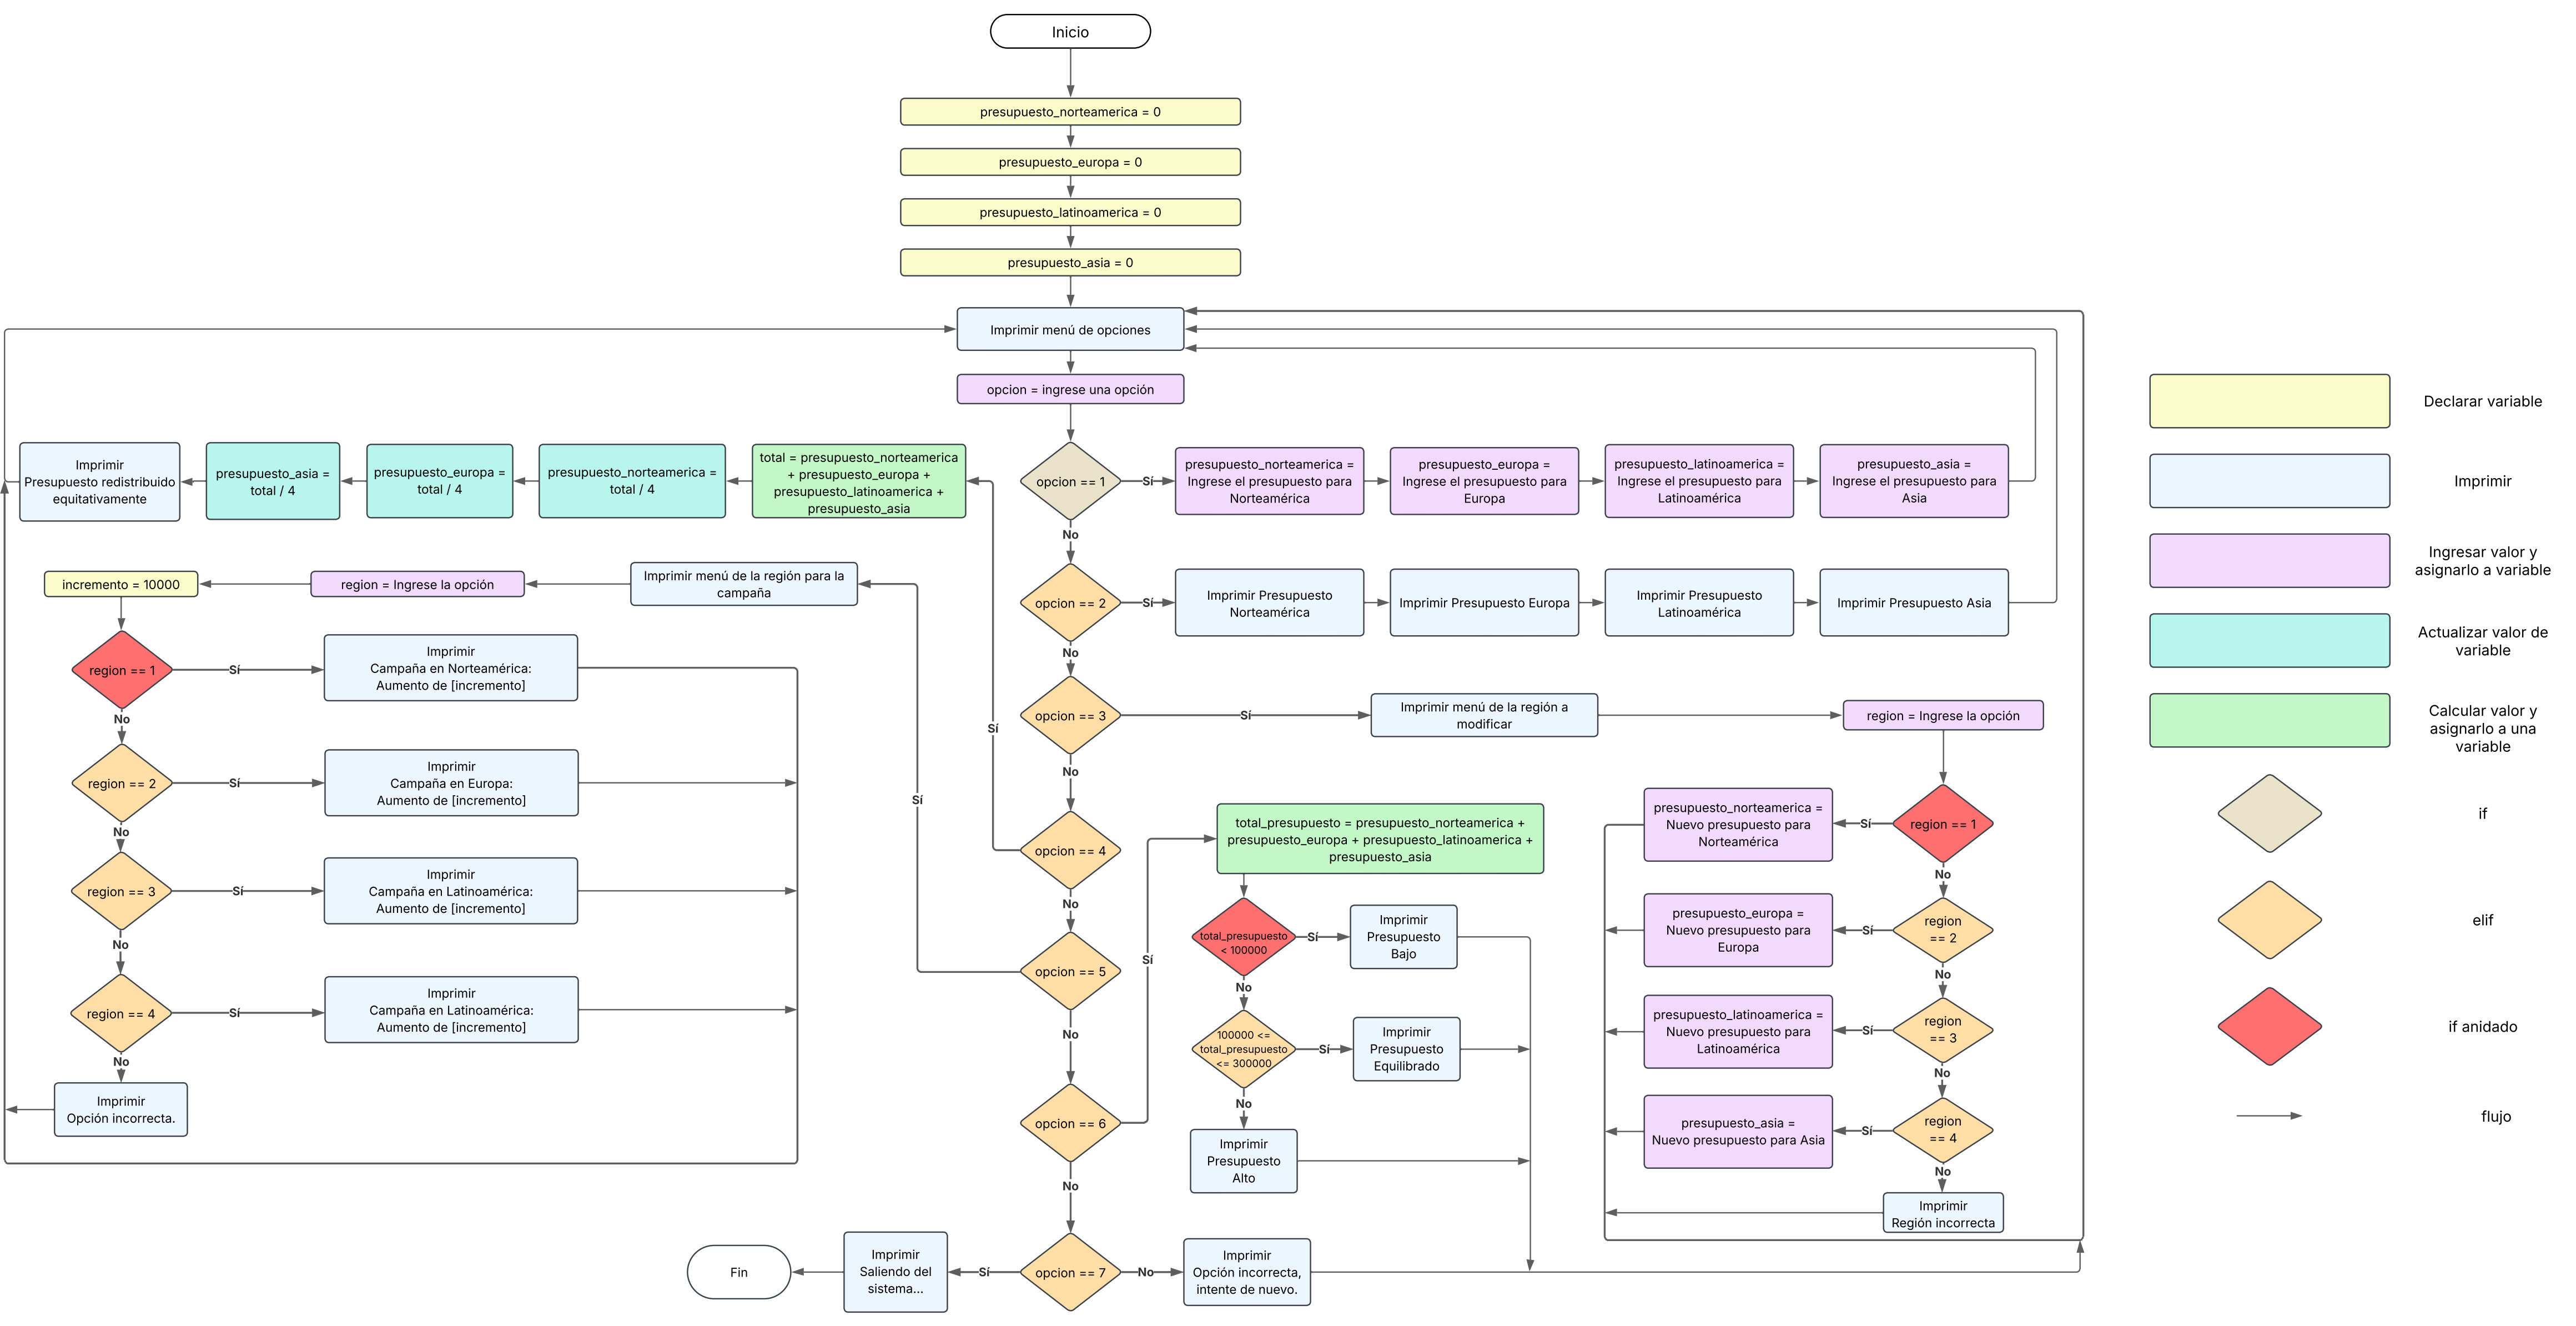 Inicio
presupuesto_norteamerica = 0
presupuesto_europa = 0
presupuesto_latinoamerica = 0
presupuesto_asia = 0
Imprimir menú de opciones
opcion = ingrese una opción
opcion == 1
Sí
presupuesto_norteamerica =
Ingrese el presupuesto para
Norteamérica
presupuesto_europa =
Ingrese el presupuesto para
Europa
presupuesto_latinoamerica =
Ingrese el presupuesto para
Latinoamérica
presupuesto_asia =
Ingrese el presupuesto para
Asia
No
opcion == 2
Sí
Imprimir Presupuesto
Norteamérica
Imprimir Presupuesto Europa
Imprimir Presupuesto
Latinoamérica
Imprimir Presupuesto Asia
No
opcion == 3
Sí
Imprimir menú de la región a
modificar
region = Ingrese la opción
region == 1
Sí
presupuesto_norteamerica =
Nuevo presupuesto para
Norteamérica
No
region
== 2
Sí
presupuesto_europa =
Nuevo presupuesto para
Europa
No
region
== 3
Sí
presupuesto_latinoamerica =
Nuevo presupuesto para
Latinoamérica
No
region
== 4
Sí
presupuesto_asia =
Nuevo presupuesto para Asia
No
Imprimir
Región incorrecta
No
opcion == 4
Sí
total = presupuesto_norteamerica
+ presupuesto_europa +
presupuesto_latinoamerica +
presupuesto_asia
presupuesto_norteamerica =
total / 4
presupuesto_europa =
total / 4
presupuesto_asia =
total / 4
Imprimir
Presupuesto redistribuido
equitativamente
No
opcion == 5
Sí
Imprimir menú de la región para la
campaña
region = Ingrese la opción
incremento = 10000
region == 1
Sí
Imprimir
Campaña en Norteamérica:
Aumento de [incremento]
No
region == 2
Sí
Imprimir
Campaña en Europa:
Aumento de [incremento]
No
region == 3
Sí
Imprimir
Campaña en Latinoamérica:
Aumento de [incremento]
No
region == 4
Sí
Imprimir
Campaña en Latinoamérica:
Aumento de [incremento]
No
Imprimir
Opción incorrecta.
No
opcion == 6
Sí
total_presupuesto = presupuesto_norteamerica +
presupuesto_europa + presupuesto_latinoamerica +
presupuesto_asia
total_presupuesto
< 100000
Sí
Imprimir
Presupuesto
Bajo
No
100000 <=
total_presupuesto
<= 300000
Sí
Imprimir
Presupuesto
Equilibrado
No
Imprimir
Presupuesto
Alto
No
opcion == 7
Sí
Imprimir
Saliendo del
sistema...
Fin
No
Imprimir
Opción incorrecta,
intente de nuevo.
Declarar variable
Imprimir
Ingresar valor y
asignarlo a variable
Actualizar valor de
variable
Calcular valor y
asignarlo a una
variable
if
elif
if anidado
flujo